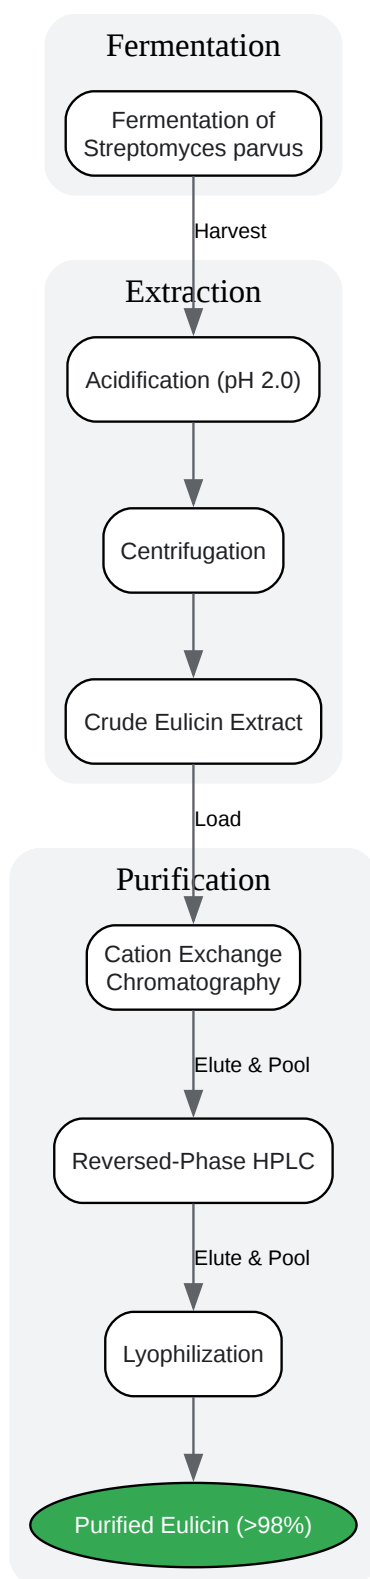 Fermentation
Fermentation of
Streptomyces parvus
Harvest
Extraction
Acidification (pH 2.0)
Centrifugation
Crude Eulicin Extract
Load
Purification
Cation Exchange
Chromatography
Elute & Pool
Reversed-Phase HPLC
Elute & Pool
Lyophilization
Purified Eulicin (>98%)